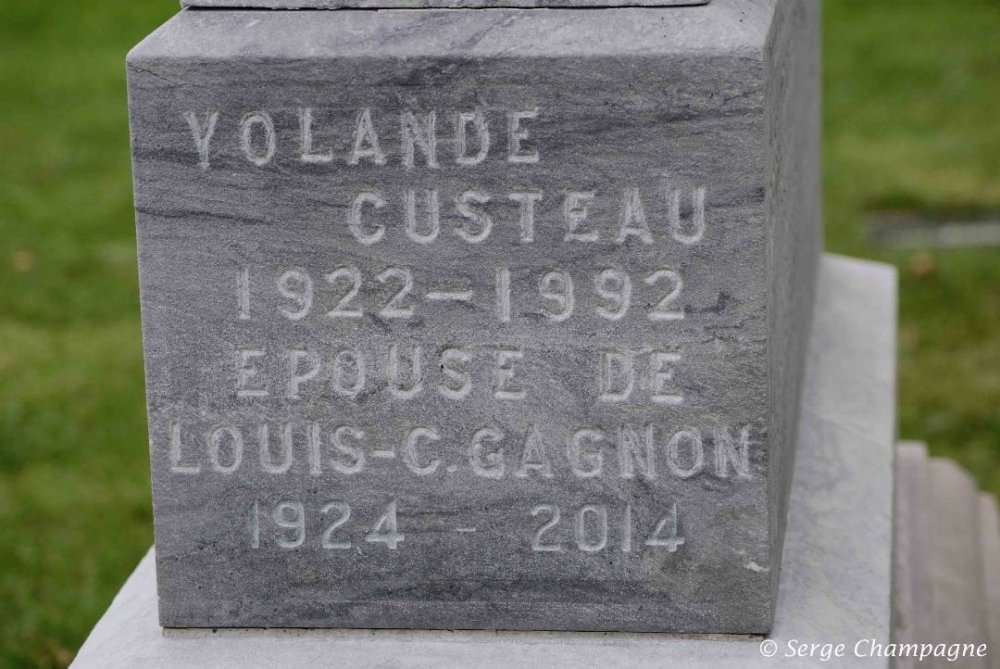 YOLANDE
CUSTEAU
1922-1992
EPOUSE DE
LOUIS-C. GAGNON
1924 - 2014
© Serge Champagne